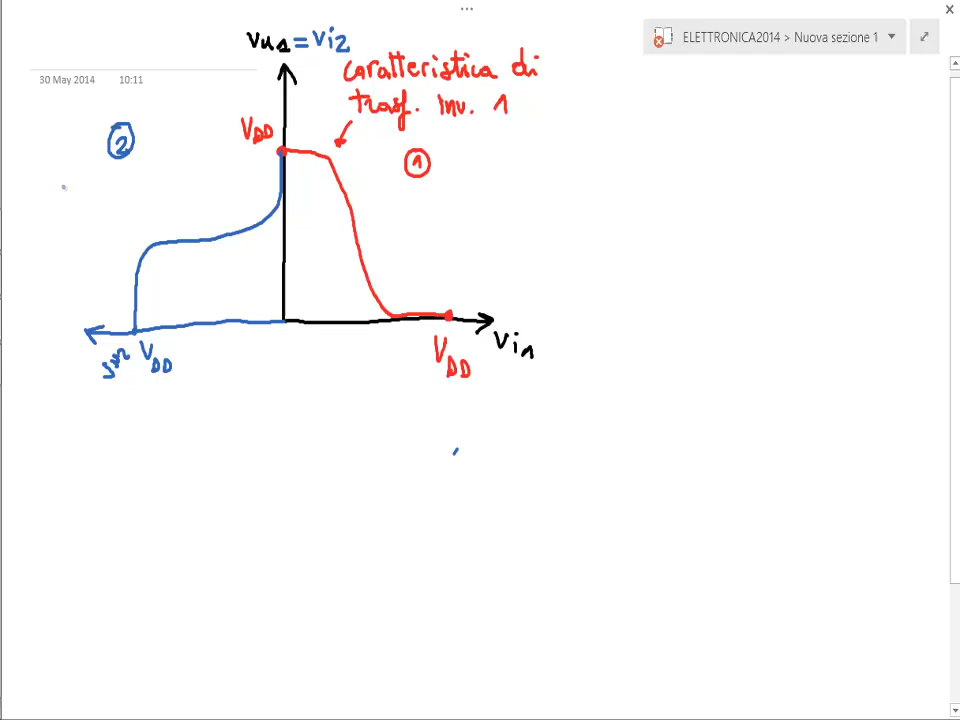 ELETTRONICA2014 > Nuova sezione 1
30 May 2014 10:11
Vu1=Vi2
caratteristica di
trasf. inv. 1
VDD
2
1
VDD
Vi1
VDD